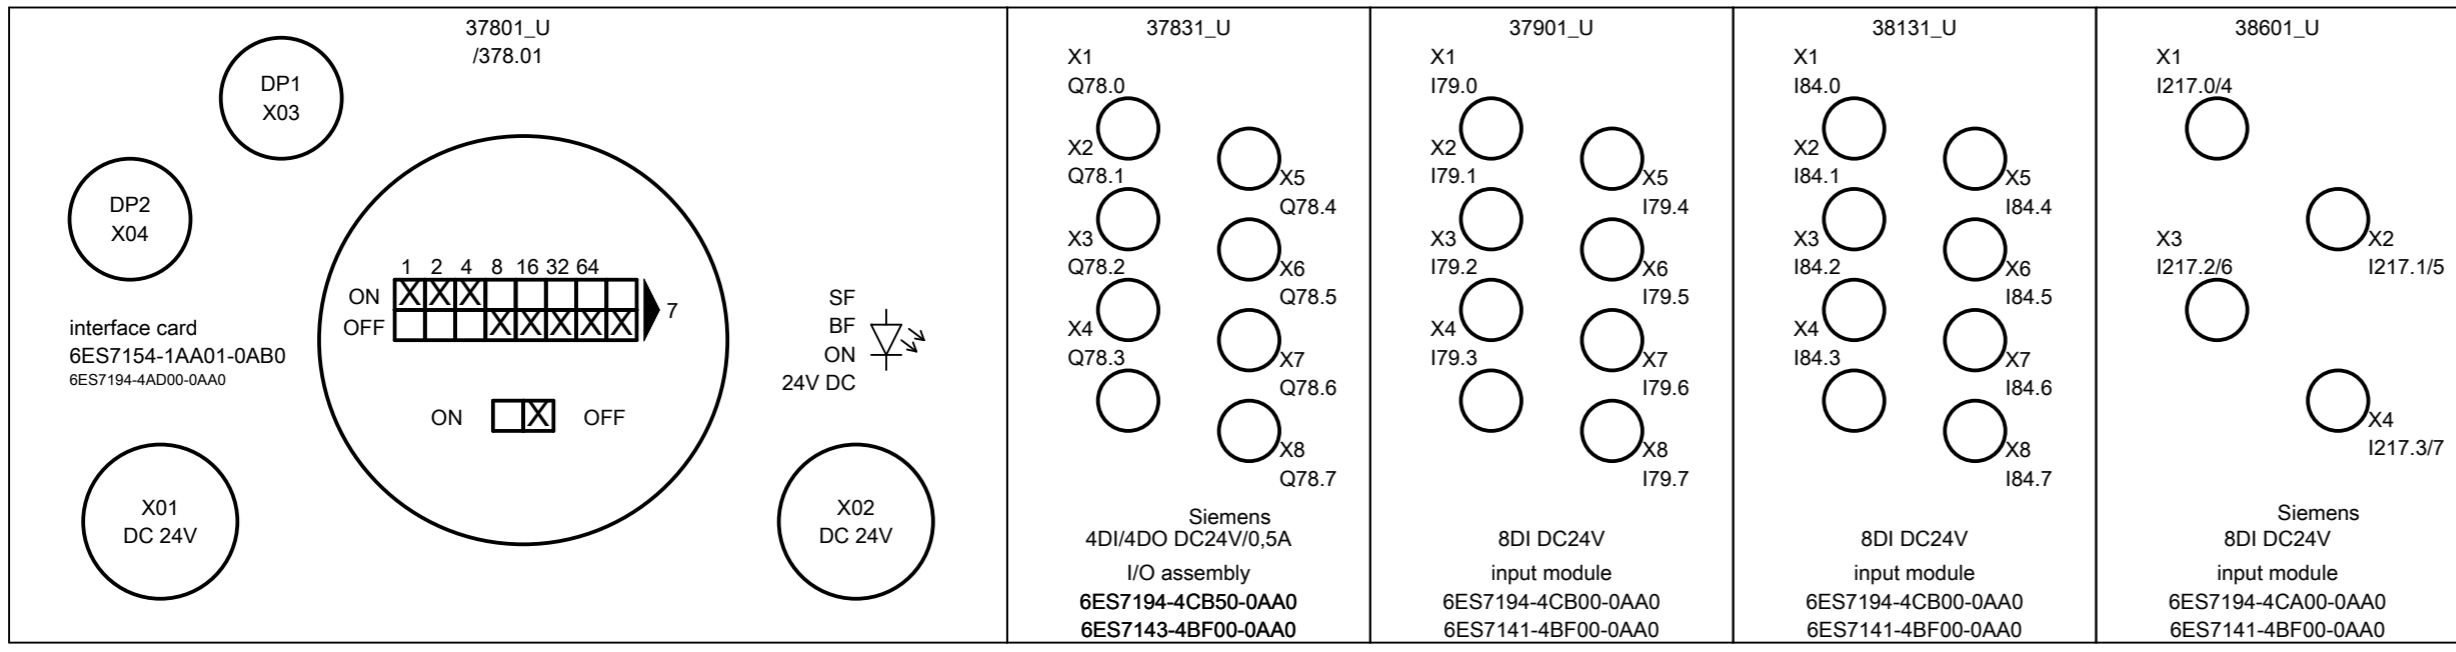 37801_U
/378.01
DP1
X03
DP2
X04
1 2 4 8 16 32 64
ON X X X
OFF X X X X X
7
interface card
6ES7154-1AA01-0AB0
6ES7194-4AD00-0AA0
SF
BF
ON
24V DC
ON X OFF
X01
DC 24V
X02
DC 24V
37831_U
X1
Q78.0
X2
Q78.1
X5
Q78.4
X3
Q78.2
X6
Q78.5
X4
Q78.3
X7
Q78.6
X8
Q78.7
Siemens
4DI/4DO DC24V/0,5A
I/O assembly
6ES7194-4CB50-0AA0
6ES7143-4BF00-0AA0
37901_U
X1
I79.0
X2
I79.1
X5
I79.4
X3
I79.2
X6
I79.5
X4
I79.3
X7
I79.6
X8
I79.7
8DI DC24V
input module
6ES7194-4CB00-0AA0
6ES7141-4BF00-0AA0
38131_U
X1
I84.0
X2
I84.1
X5
I84.4
X3
I84.2
X6
I84.5
X4
I84.3
X7
I84.6
X8
I84.7
8DI DC24V
input module
6ES7194-4CB00-0AA0
6ES7141-4BF00-0AA0
38601_U
X1
I217.0/4
X3
I217.2/6
X2
I217.1/5
X4
I217.3/7
Siemens
8DI DC24V
input module
6ES7194-4CA00-0AA0
6ES7141-4BF00-0AA0